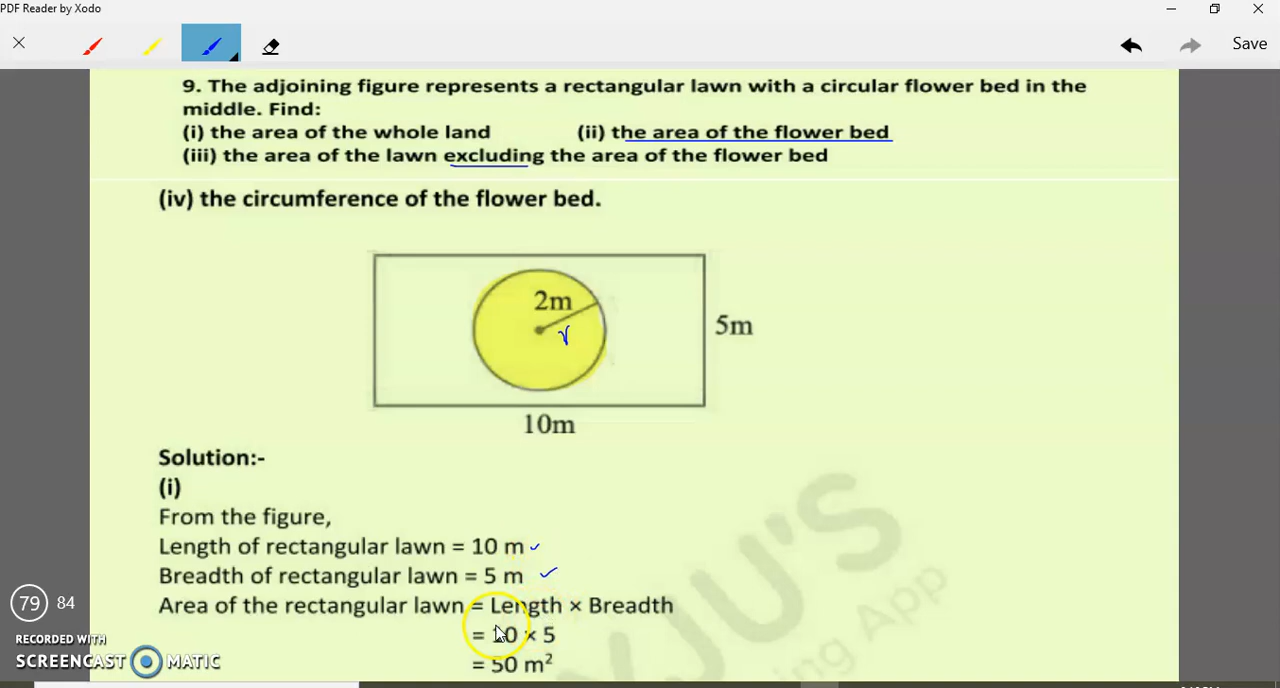 PDF Reader by Xodo
Save
9. The adjoining figure represents a rectangular lawn with a circular flower bed in the
middle. Find:
(i) the area of the whole land (ii) the area of the flower bed
(iii) the area of the lawn excluding the area of the flower bed
(iv) the circumference of the flower bed.
2m
r
5m
10m
Solution:-
(i)
From the figure,
Length of rectangular lawn = 10 m
Breadth of rectangular lawn = 5 m
Area of the rectangular lawn = Length × Breadth
= 10 × 5
= 50 m²
79 84
RECORDED WITH
SCREENCAST MATIC